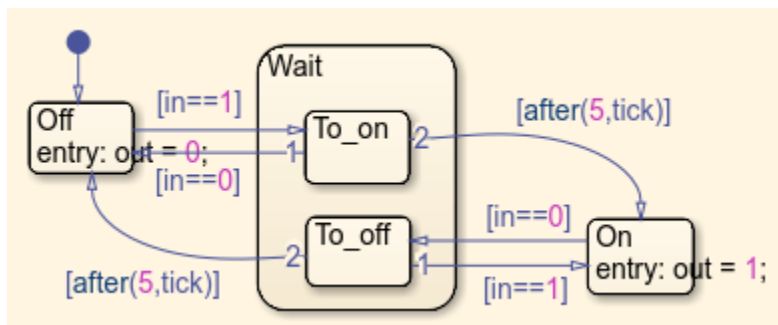 Wait
Off
entry: out = 0;
[in==1]
To_on
[after(5,tick)]
1
2
[in==0]
To_off
[in==0]
On
entry: out = 1;
2
1
[after(5,tick)]
[in==1]